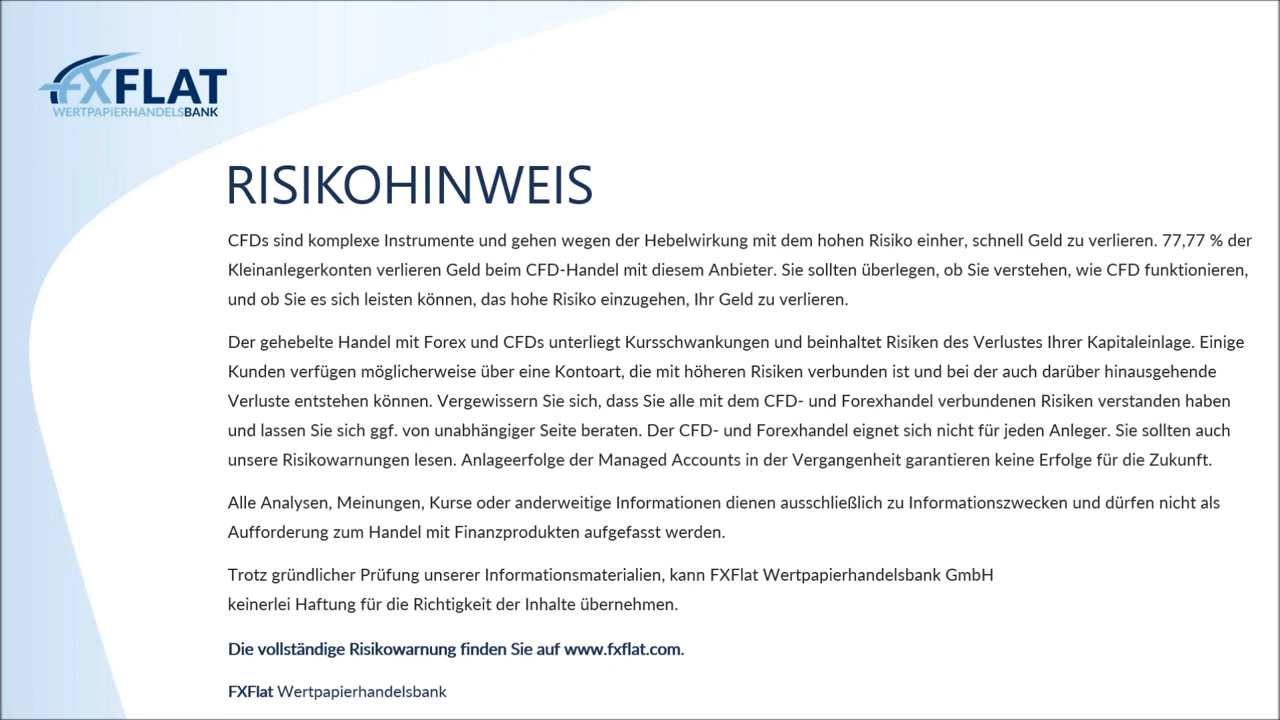 FXFLAT
WERTPAPIERHANDELSBANK
RISIKOHINWEIS
CFDs sind komplexe Instrumente und gehen wegen der Hebelwirkung mit dem hohen Risiko einher, schnell Geld zu verlieren. 77,77 % der
Kleinanlegerkonten verlieren Geld beim CFD-Handel mit diesem Anbieter. Sie sollten überlegen, ob Sie verstehen, wie CFD funktionieren,
und ob Sie es sich leisten können, das hohe Risiko einzugehen, Ihr Geld zu verlieren.
Der gehebelte Handel mit Forex und CFDs unterliegt Kursschwankungen und beinhaltet Risiken des Verlustes Ihrer Kapitaleinlage. Einige
Kunden verfügen möglicherweise über eine Kontoart, die mit höheren Risiken verbunden ist und bei der auch darüber hinausgehende
Verluste entstehen können. Vergewissern Sie sich, dass Sie alle mit dem CFD- und Forexhandel verbundenen Risiken verstanden haben
und lassen Sie sich ggf. von unabhängiger Seite beraten. Der CFD- und Forexhandel eignet sich nicht für jeden Anleger. Sie sollten auch
unsere Risikowarnungen lesen. Anlageerfolge der Managed Accounts in der Vergangenheit garantieren keine Erfolge für die Zukunft.
Alle Analysen, Meinungen, Kurse oder anderweitige Informationen dienen ausschließlich zu Informationszwecken und dürfen nicht als
Aufforderung zum Handel mit Finanzprodukten aufgefasst werden.
Trotz gründlicher Prüfung unserer Informationsmaterialien, kann FXFlat Wertpapierhandelsbank GmbH
keinerlei Haftung für die Richtigkeit der Inhalte übernehmen.
Die vollständige Risikowarnung finden Sie auf www.fxflat.com.
FXFlat Wertpapierhandelsbank